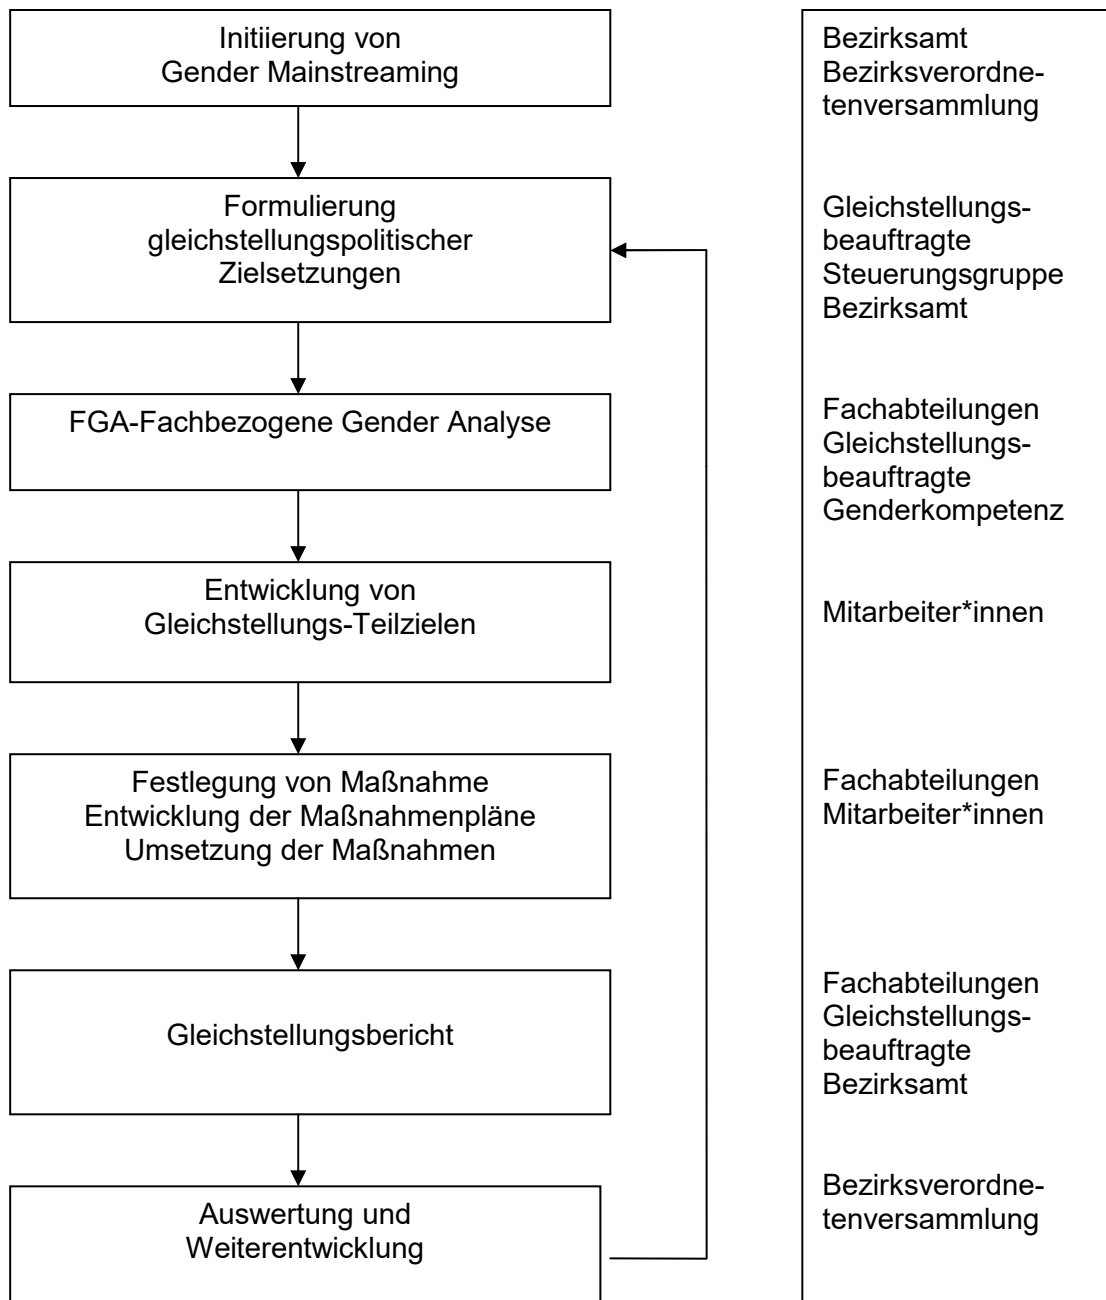 Initiierung von
Gender Mainstreaming
Bezirksamt
Bezirksverordne-
tenversammlung
Formulierung
gleichstellungspolitischer
Zielsetzungen
Gleichstellungs-
beauftragte
Steuerungsgruppe
Bezirksamt
FGA-Fachbezogene Gender Analyse
Fachabteilungen
Gleichstellungs-
beauftragte
Genderkompetenz
Entwicklung von
Gleichstellungs-Teilzielen
Mitarbeiter*innen
Festlegung von Maßnahme
Entwicklung der Maßnahmenpläne
Umsetzung der Maßnahmen
Fachabteilungen
Mitarbeiter*innen
Gleichstellungsbericht
Fachabteilungen
Gleichstellungs-
beauftragte
Bezirksamt
Auswertung und
Weiterentwicklung
Bezirksverordne-
tenversammlung